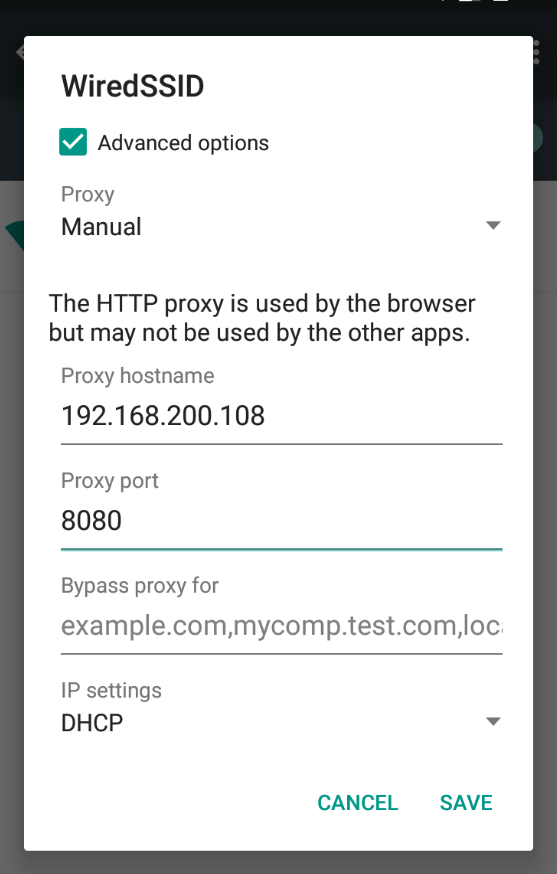 WiredSSID
Advanced options
Proxy
Manual
The HTTP proxy is used by the browser
but may not be used by the other apps.
Proxy hostname
192.168.200.108
Proxy port
8080
Bypass proxy for
example.com,mycomp.test.com,loc
IP settings
DHCP
CANCEL SAVE